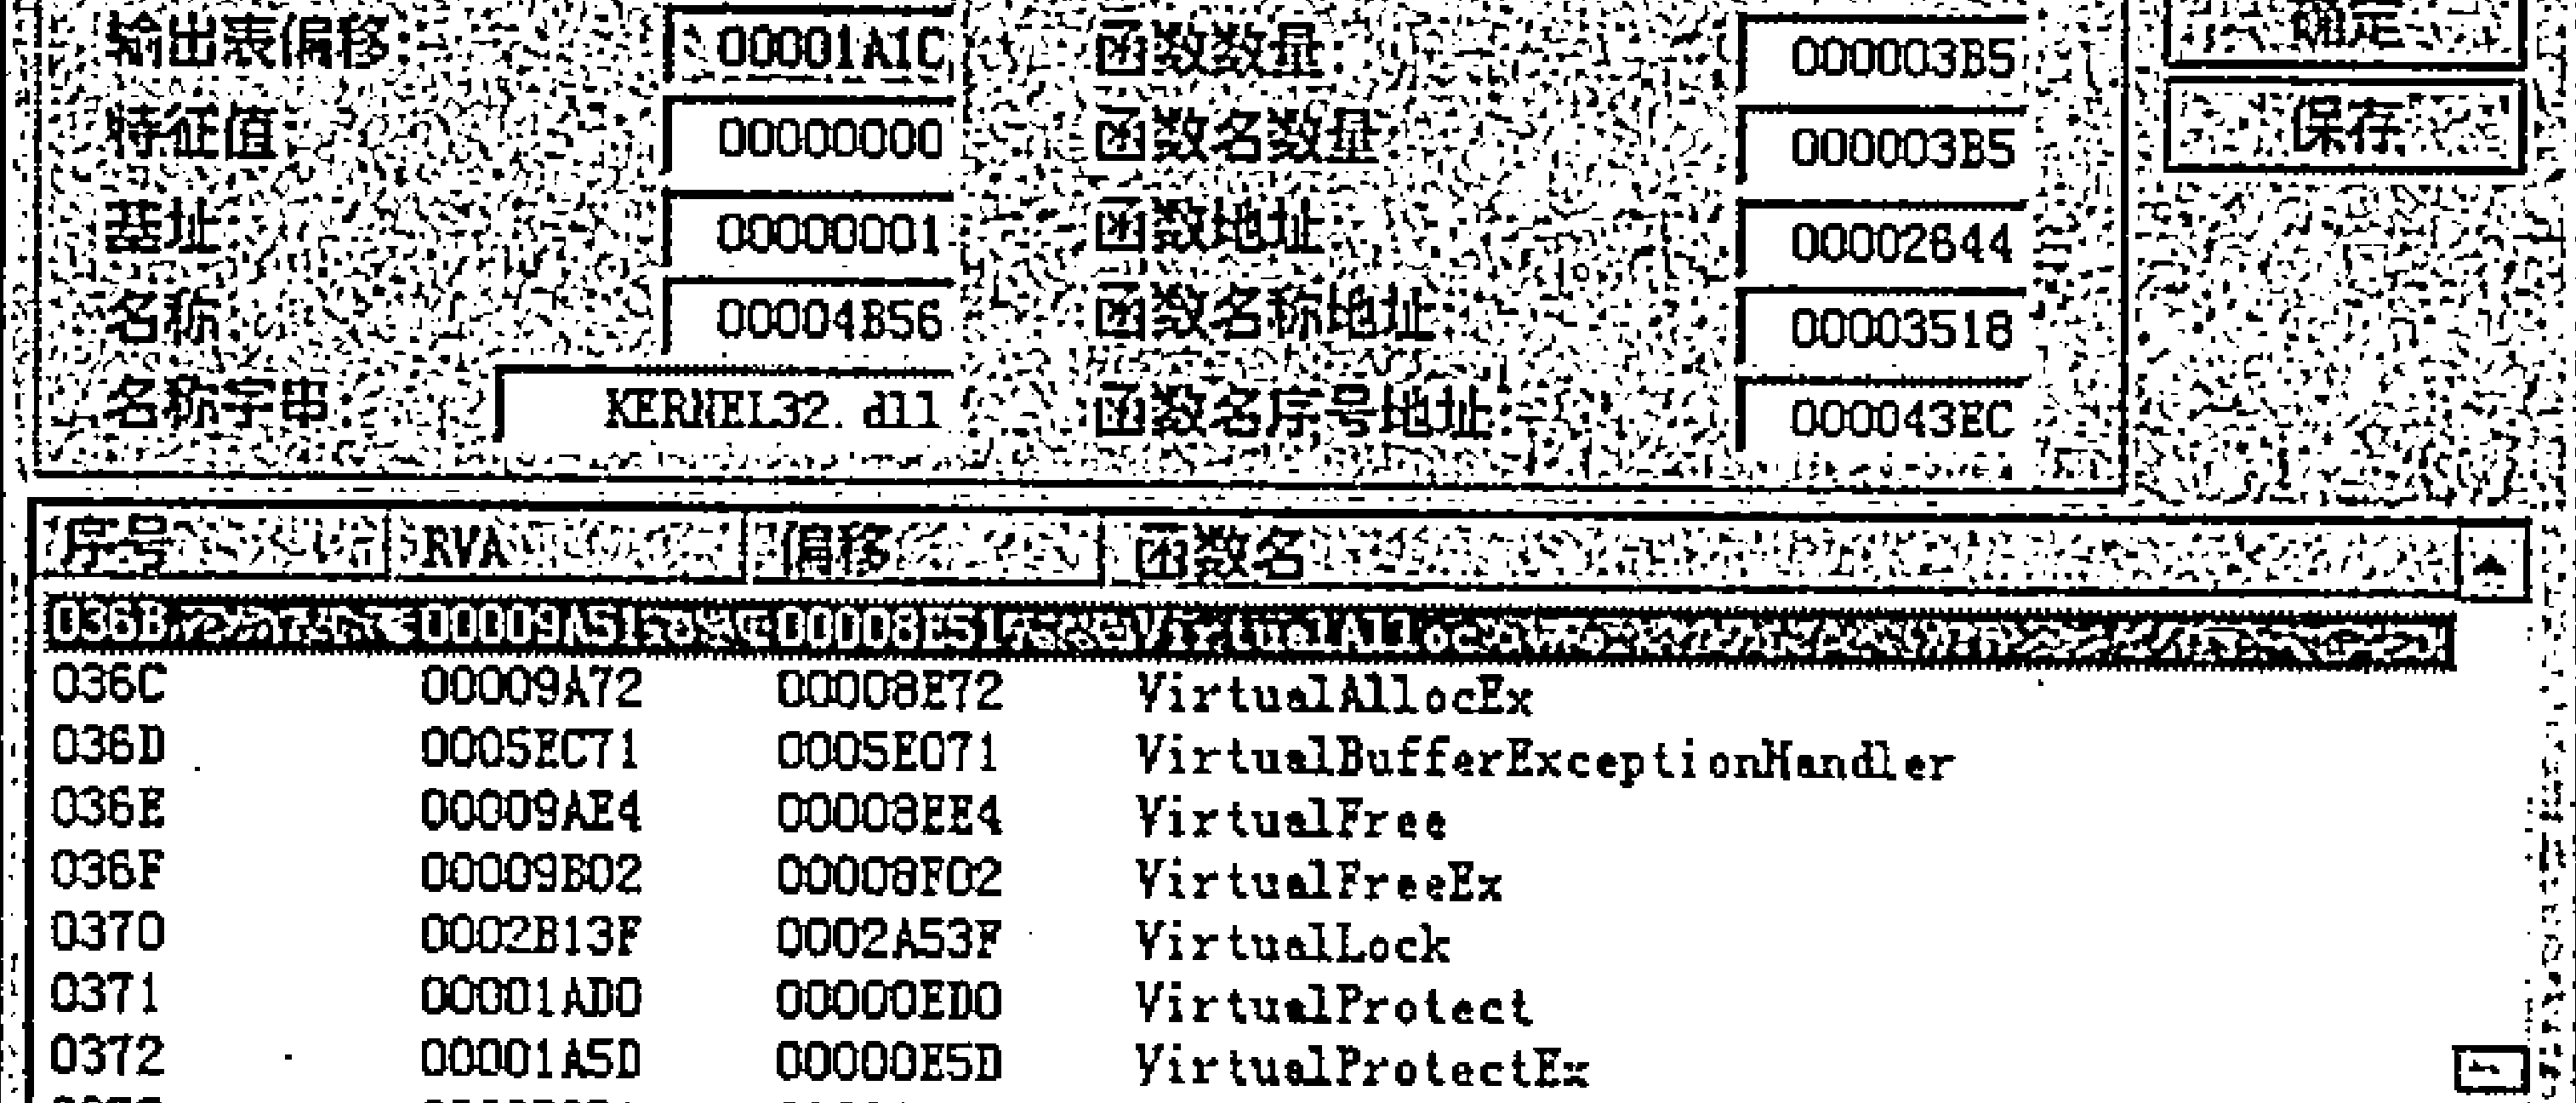 输出表偏移: 00001A1C 函数数量: 000003B5 确定
特征值: 00000000 函数名数量: 000003B5 保存
基址: 00000001 函数地址: 00002644
名称: 00004B56 函数名称地址: 00003518
名称字串: KERNEL32.dll 函数名序号地址: 000043EC
序号 RVA 偏移 函数名
036B 00009A51 00008E51 VirtualAlloc
036C 00009A72 00008E72 VirtualAllocEx
036D 0005EC71 0005E071 VirtualBufferExceptionHandler
036E 00009AE4 00008EE4 VirtualFree
036F 00009B02 00008F02 VirtualFreeEx
0370 0002B13F 0002A53F VirtualLock
0371 00001AD0 00000ED0 VirtualProtect
0372 00001A5D 00000E5D VirtualProtectEx